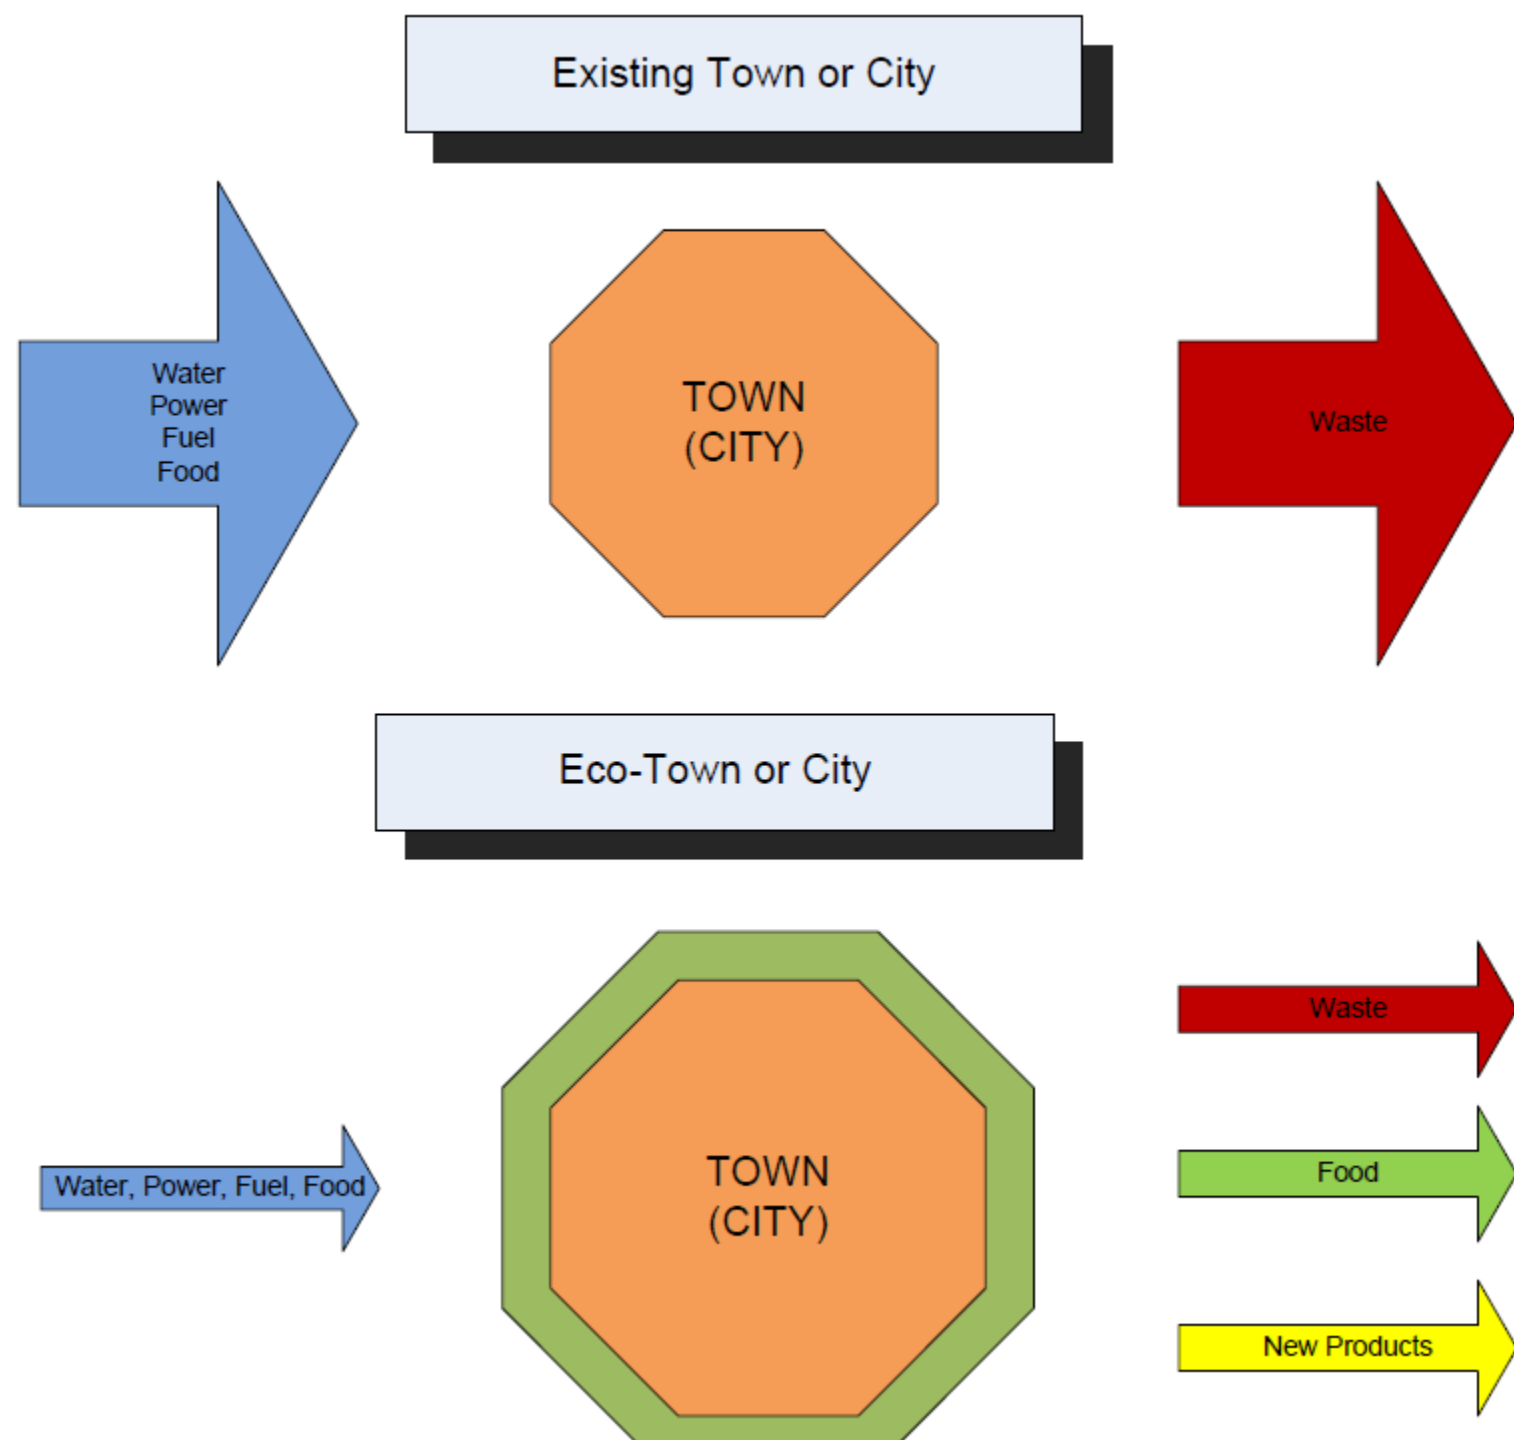 Existing Town or City
Water
Power
Fuel
Food
TOWN
(CITY)
Waste
Eco-Town or City
Water, Power, Fuel, Food
TOWN
(CITY)
Waste
Food
New Products